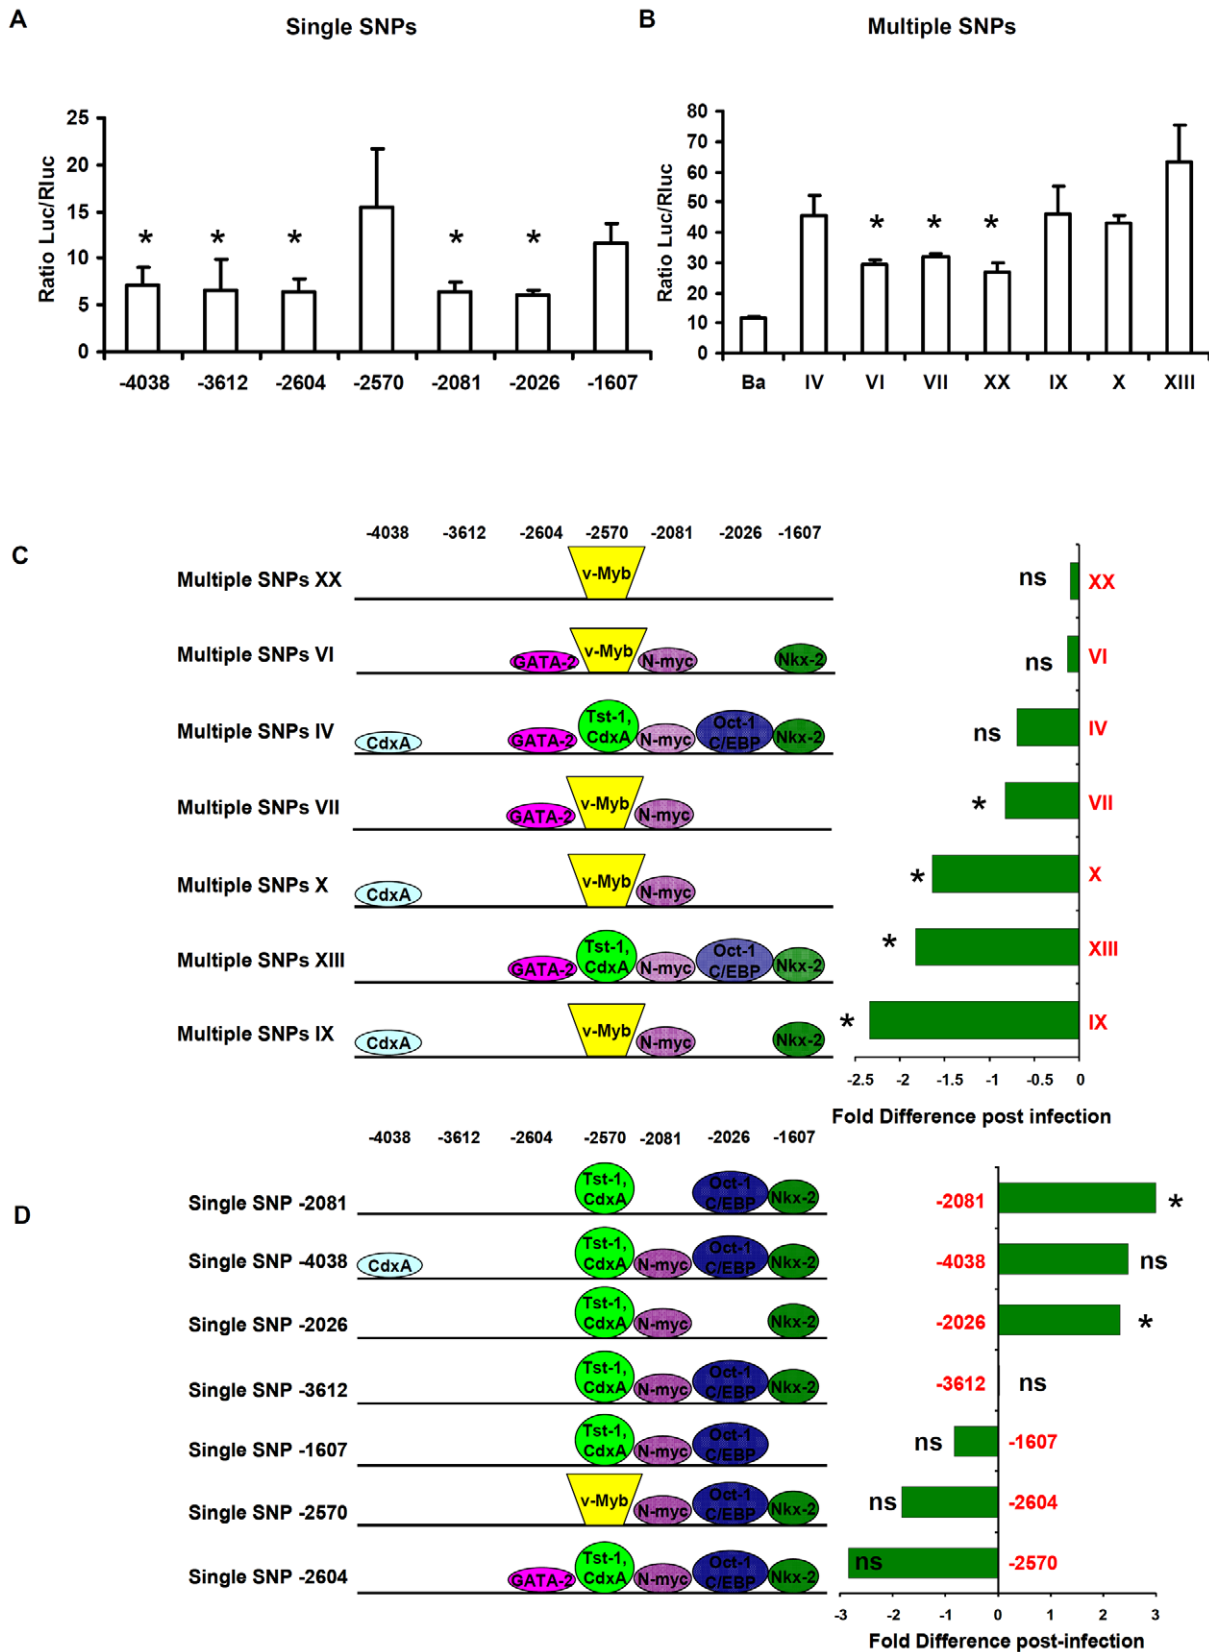 A
Single SNPs
Ratio Luc/Rluc
25
20
15
10
5
0
* * * * *
-4038 -3612 -2604 -2570 -2081 -2026 -1607
B
Multiple SNPs
Ratio Luc/Rluc
80
70
60
50
40
30
20
10
0
* * *
Ba IV VI VII XX IX X XIII
C
-4038 -3612 -2604 -2570 -2081 -2026 -1607
Multiple SNPs XX v-Myb ns XX
Multiple SNPs VI GATA-2 v-Myb N-myc Nkx-2 ns VI
Multiple SNPs IV CdxA GATA-2 Tst-1, CdxA N-myc Oct-1 C/EBP Nkx-2 ns IV
Multiple SNPs VII GATA-2 v-Myb N-myc * VII
Multiple SNPs X CdxA v-Myb N-myc * X
Multiple SNPs XIII GATA-2 Tst-1, CdxA N-myc Oct-1 C/EBP Nkx-2 * XIII
Multiple SNPs IX CdxA v-Myb N-myc Nkx-2 * IX
-2.5 -2 -1.5 -1 -0.5 0
Fold Difference post infection
D
-4038 -3612 -2604 -2570 -2081 -2026 -1607
Single SNP -2081 Tst-1, CdxA Oct-1 C/EBP Nkx-2 -2081 *
Single SNP -4038 CdxA Tst-1, CdxA N-myc Oct-1 C/EBP Nkx-2 -4038 ns
Single SNP -2026 Tst-1, CdxA N-myc Nkx-2 -2026 *
Single SNP -3612 Tst-1, CdxA N-myc Oct-1 C/EBP Nkx-2 -3612 ns
Single SNP -1607 Tst-1, CdxA N-myc Oct-1 C/EBP ns -1607
Single SNP -2570 v-Myb N-myc Oct-1 C/EBP Nkx-2 ns -2604
Single SNP -2604 GATA-2 Tst-1, CdxA N-myc Oct-1 C/EBP Nkx-2 ns -2570
-3 -2 -1 0 1 2 3
Fold Difference post-infection